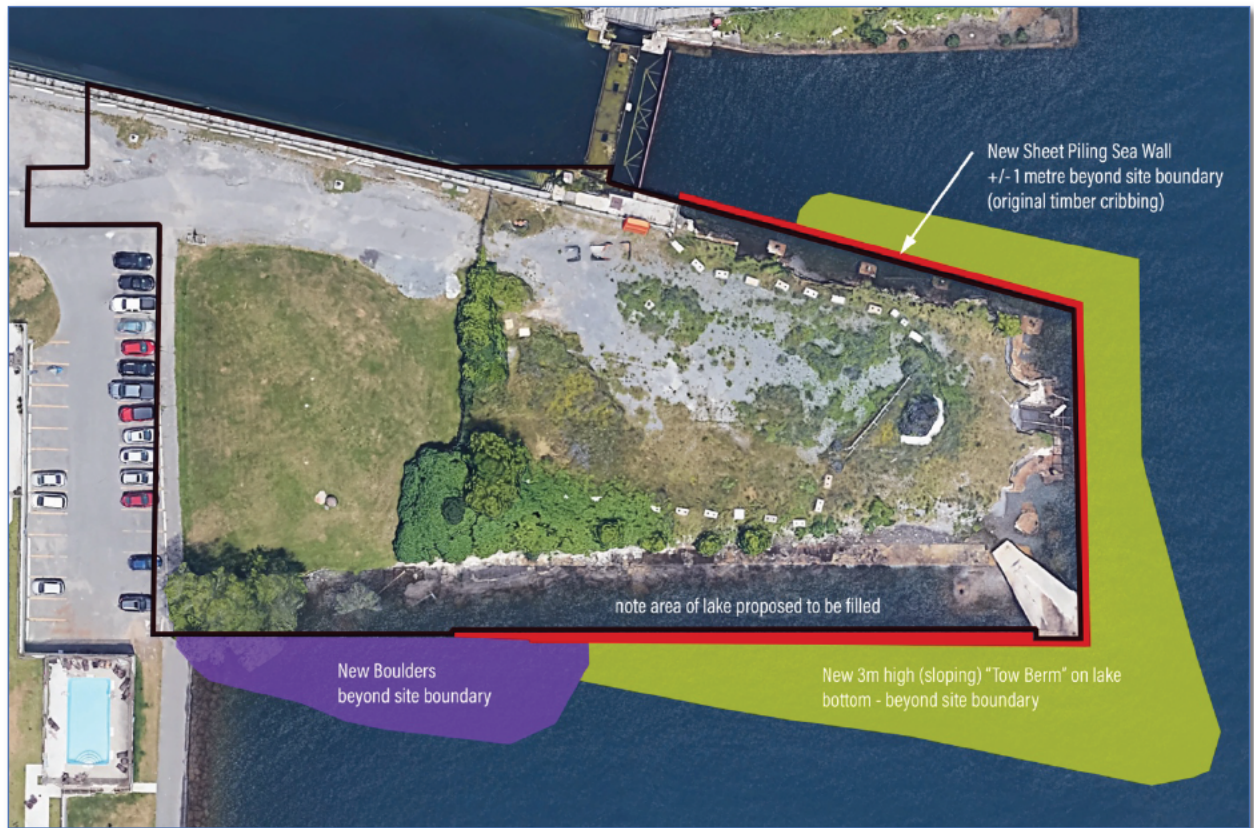 New Sheet Piling Sea Wall
+/- 1 metre beyond site boundary
(original timber cribbing)
note area of lake proposed to be filled
New Boulders
beyond site boundary
New 3m high (sloping) “Tow Berm” on lake
bottom - beyond site boundary